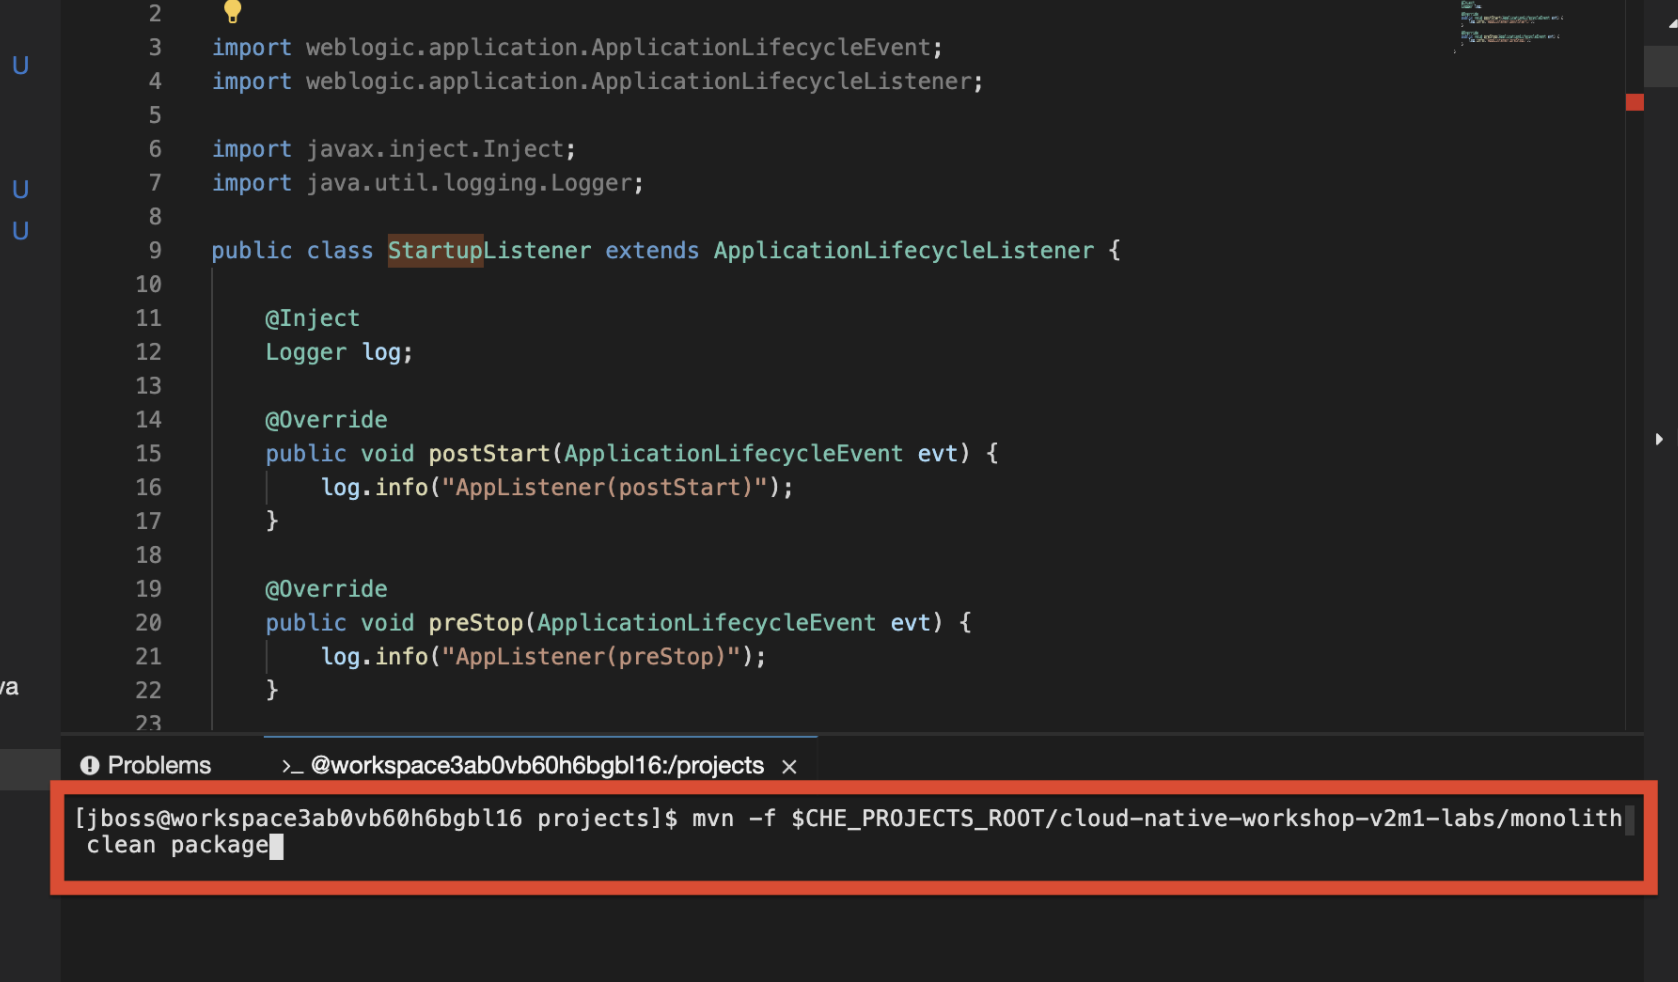 2
3 import weblogic.application.ApplicationLifecycleEvent;
4 import weblogic.application.ApplicationLifecycleListener;
5
6 import javax.inject.Inject;
7 import java.util.logging.Logger;
8
9 public class StartupListener extends ApplicationLifecycleListener {
10
11 @Inject
12 Logger log;
13
14 @Override
15 public void postStart(ApplicationLifecycleEvent evt) {
16 log.info("AppListener(postStart)");
17 }
18
19 @Override
20 public void preStop(ApplicationLifecycleEvent evt) {
21 log.info("AppListener(preStop)");
22 }
23
U
U
U
va
Problems
>_ @workspace3ab0vb60h6bgbl16:/projects ×
[jboss@workspace3ab0vb60h6bgbl16 projects]$ mvn -f $CHE_PROJECTS_ROOT/cloud-native-workshop-v2m1-labs/monolith
clean package